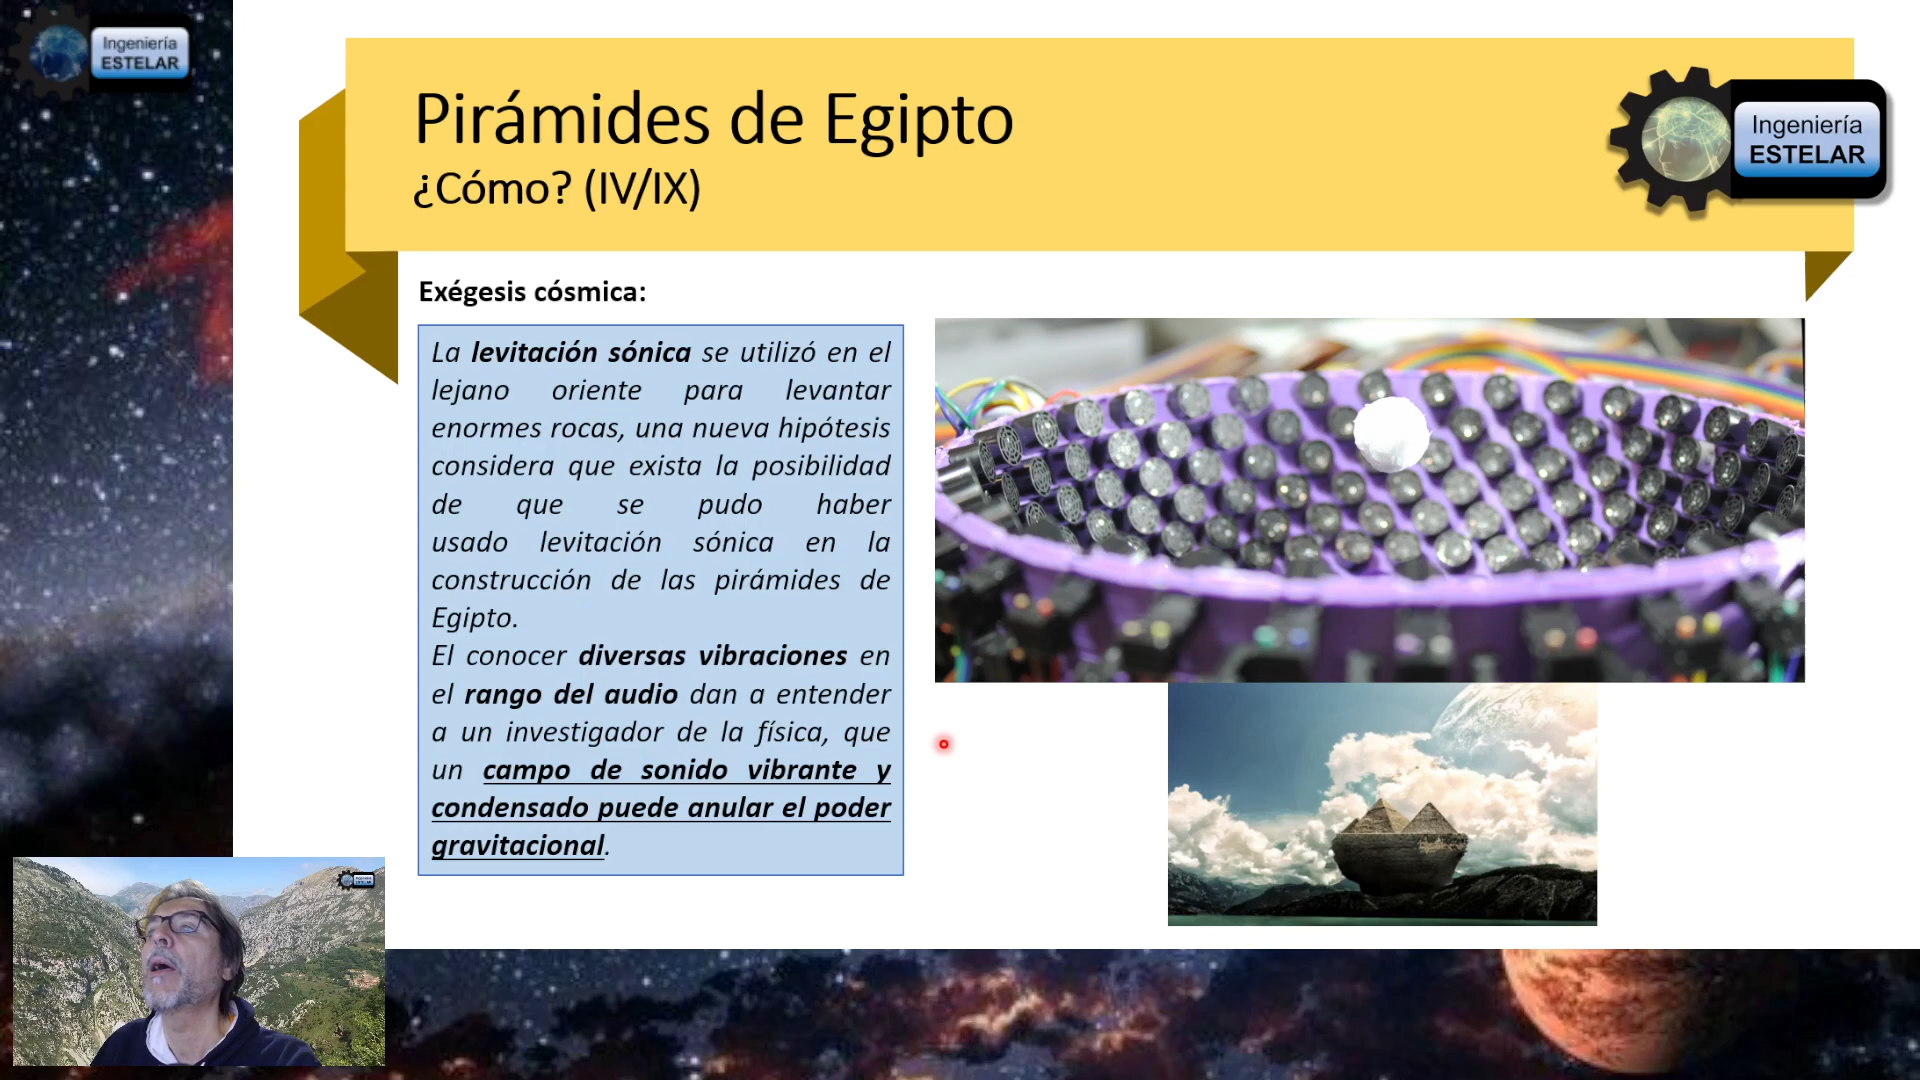 Ingeniería
ESTELAR
Pirámides de Egipto
¿Cómo? (IV/IX)
Ingeniería
ESTELAR
Exégesis cósmica:
La levitación sónica se utilizó en el
lejano oriente para levantar
enormes rocas, una nueva hipótesis
considera que exista la posibilidad
de que se pudo haber
usado levitación sónica en la
construcción de las pirámides de
Egipto.
El conocer diversas vibraciones en
el rango del audio dan a entender
a un investigador de la física, que
un campo de sonido vibrante y
condensado puede anular el poder
gravitacional.